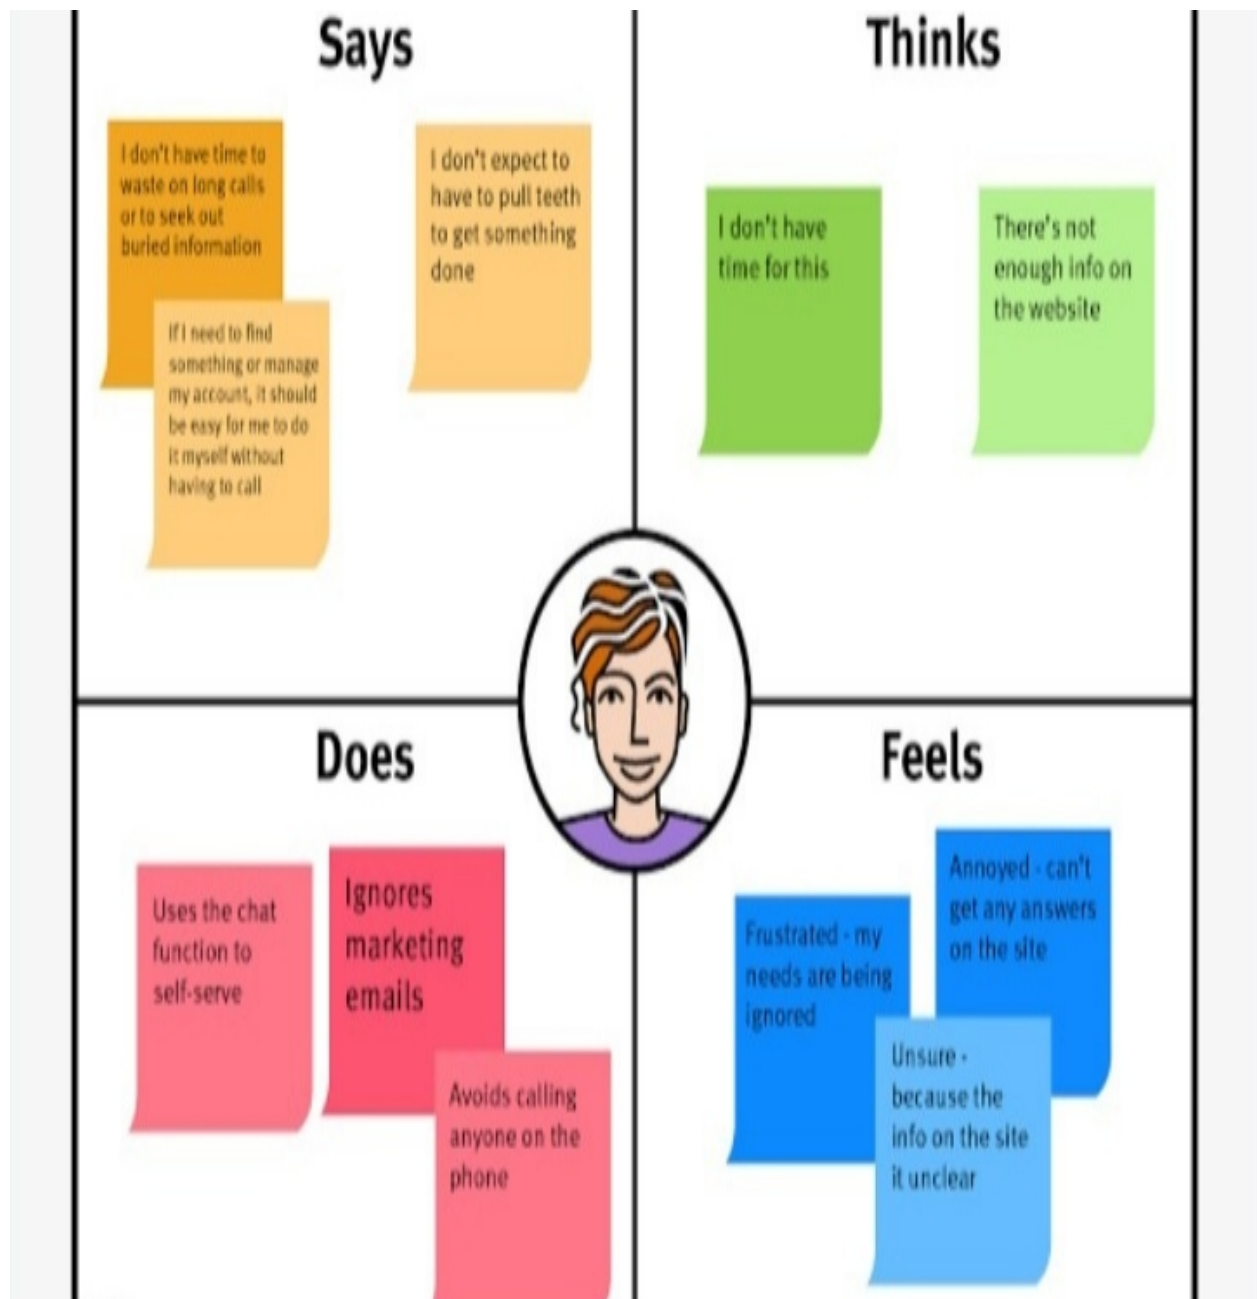 Says
I don't have time to
waste on long calls
or to seek out
buried information
I don't expect to
have to pull teeth
to get something
done
If I need to find
something or manage
my account, it should
be easy for me to do
it myself without
having to call
Thinks
I don't have
time for this
There's not
enough info on
the website
Does
Uses the chat
function to
self-serve
Ignores
marketing
emails
Avoids calling
anyone on the
phone
Feels
Frustrated - my
needs are being
ignored
Annoyed - can't
get any answers
on the site
Unsure -
because the
info on the site
it unclear